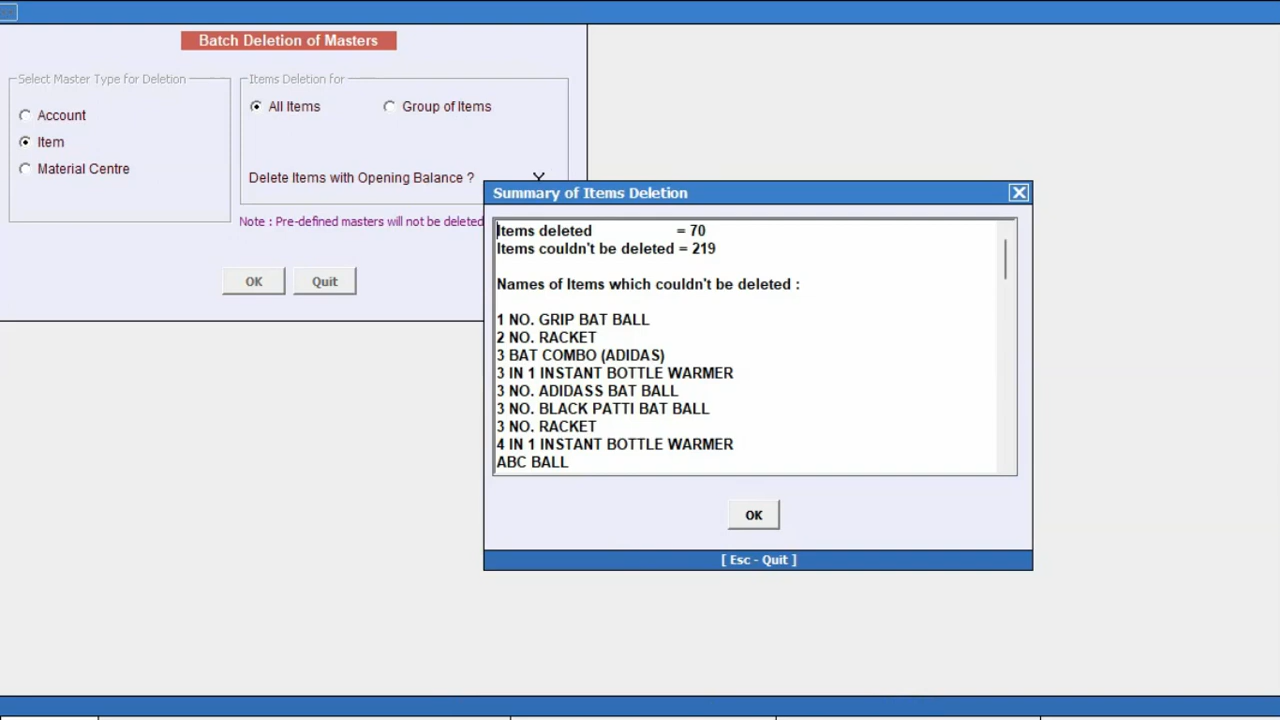 Batch Deletion of Masters
Select Master Type for Deletion
Account
Item
Material Centre
Items Deletion for
All Items
Group of Items
Delete Items with Opening Balance ?
Y
Note : Pre-defined masters will not be deleted
OK
Quit
Summary of Items Deletion
Items deleted = 70
Items couldn't be deleted = 219
Names of Items which couldn't be deleted :
1 NO. GRIP BAT BALL
2 NO. RACKET
3 BAT COMBO (ADIDAS)
3 IN 1 INSTANT BOTTLE WARMER
3 NO. ADIDASS BAT BALL
3 NO. BLACK PATTI BAT BALL
3 NO. RACKET
4 IN 1 INSTANT BOTTLE WARMER
ABC BALL
OK
[ Esc - Quit ]